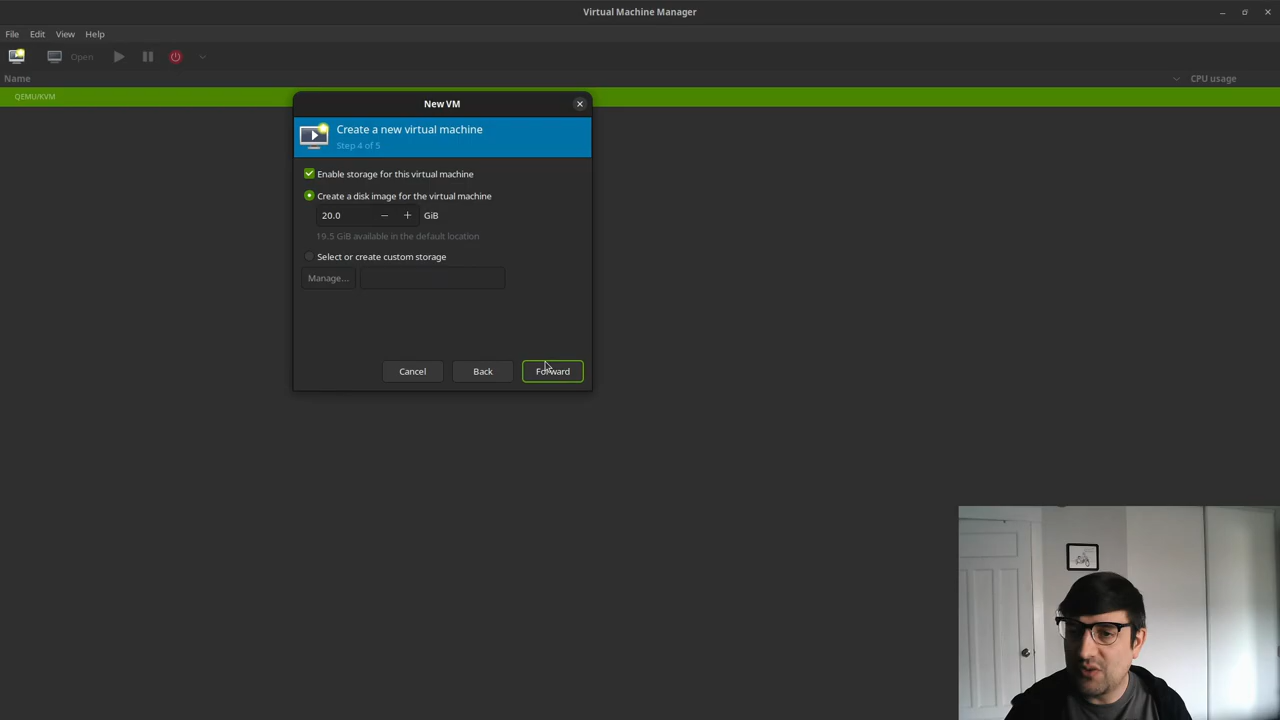 Virtual Machine Manager
File Edit View Help
Open
Name CPU usage
QEMU/KVM
New VM
Create a new virtual machine
Step 4 of 5
Enable storage for this virtual machine
Create a disk image for the virtual machine
20.0 − + GiB
19.5 GiB available in the default location
Select or create custom storage
Manage...
Cancel Back Forward